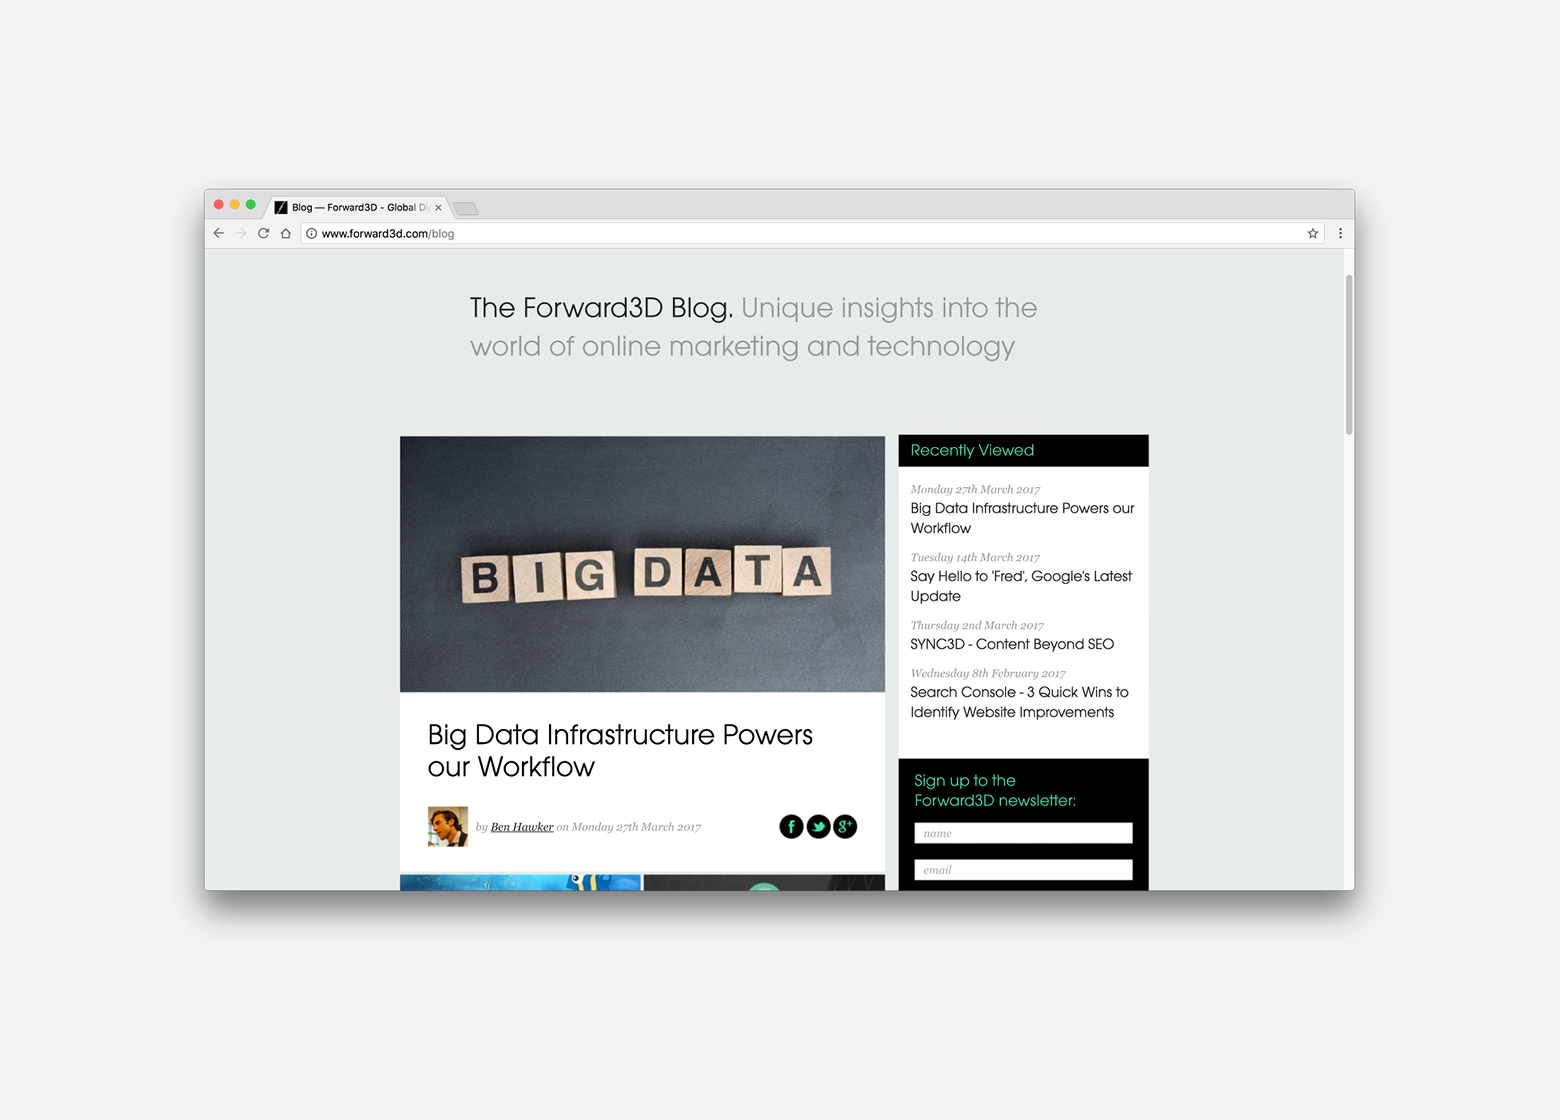 Blog — Forward3D - Global Di
www.forward3d.com/blog
The Forward3D Blog. Unique insights into the
world of online marketing and technology
BIG DATA
Big Data Infrastructure Powers
our Workflow
by Ben Hawker on Monday 27th March 2017
f
g+
Recently Viewed
Monday 27th March 2017
Big Data Infrastructure Powers our
Workflow
Tuesday 14th March 2017
Say Hello to 'Fred', Google's Latest
Update
Thursday 2nd March 2017
SYNC3D - Content Beyond SEO
Wednesday 8th February 2017
Search Console - 3 Quick Wins to
Identify Website Improvements
Sign up to the
Forward3D newsletter:
name
email